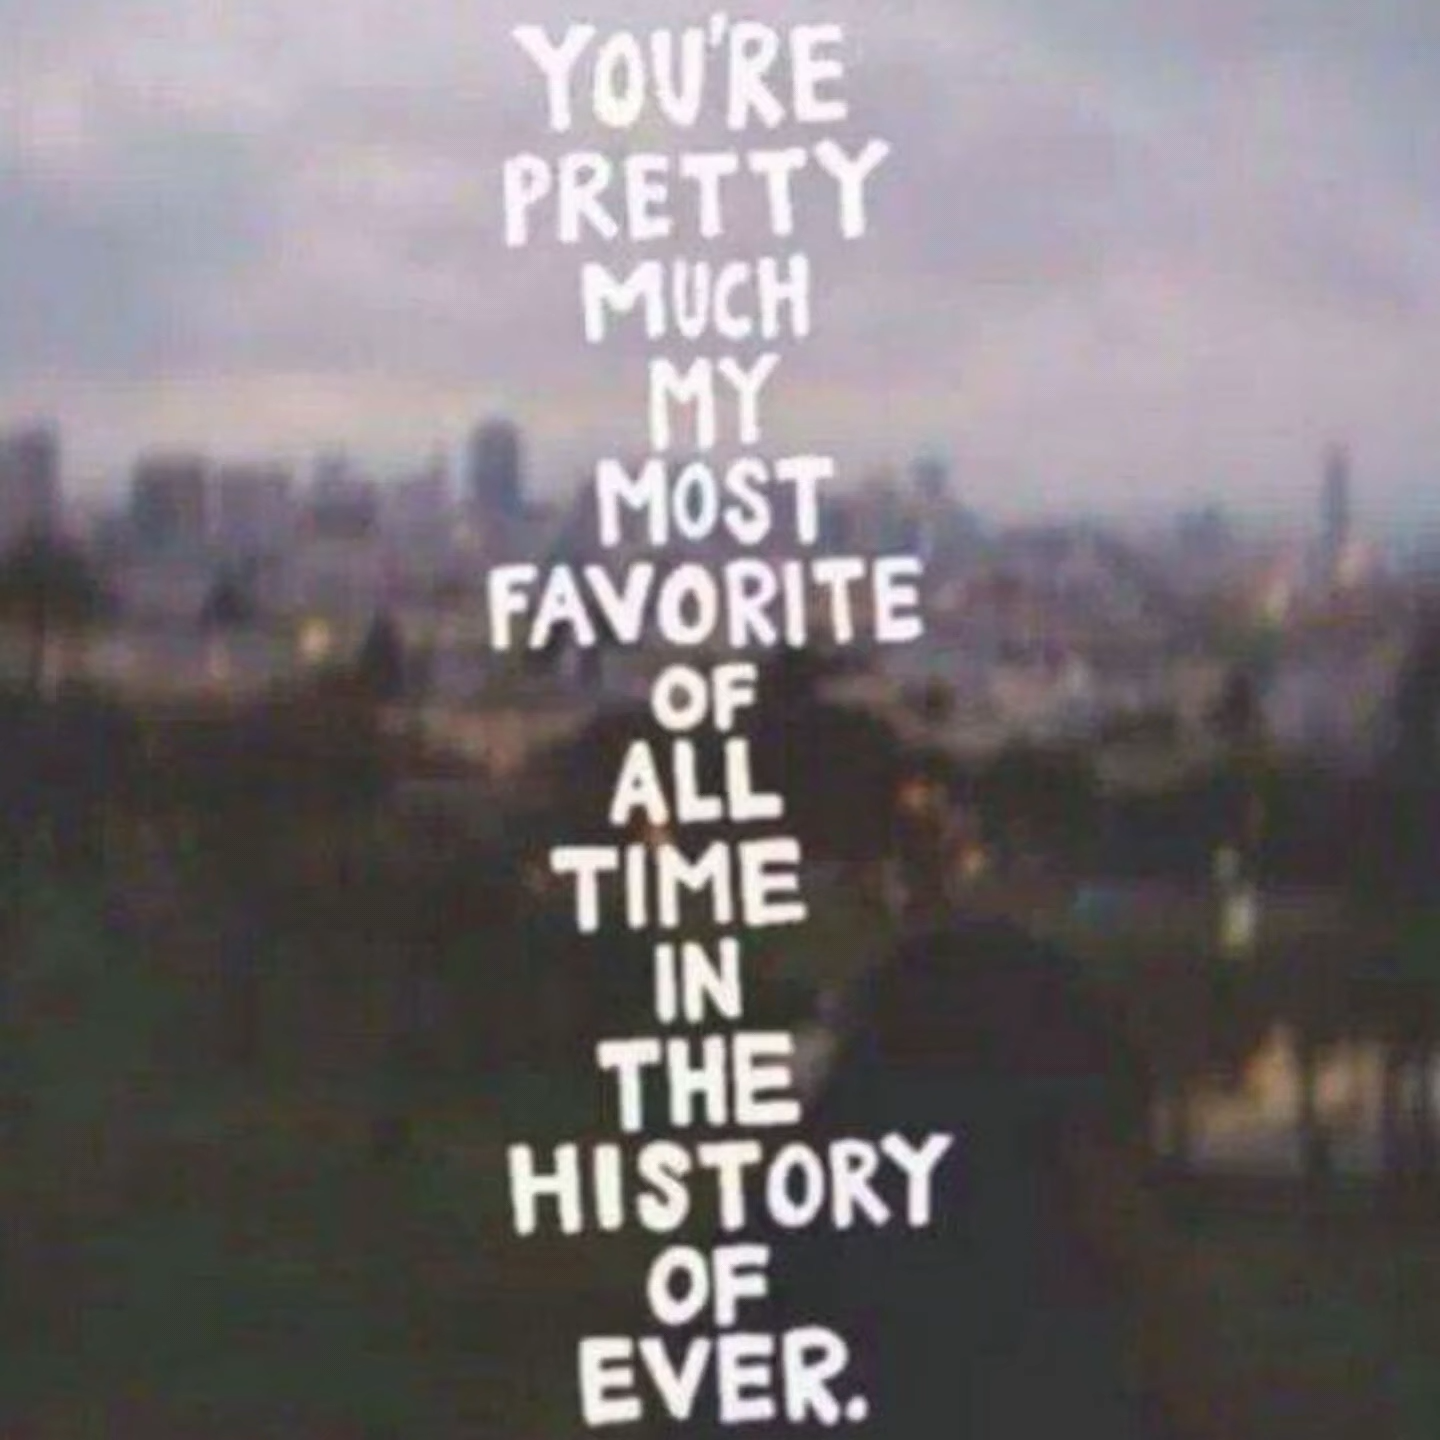 YOU'RE
PRETTY
MUCH
MY
MOST
FAVORITE
OF
ALL
TIME
IN
THE
HISTORY
OF
EVER.